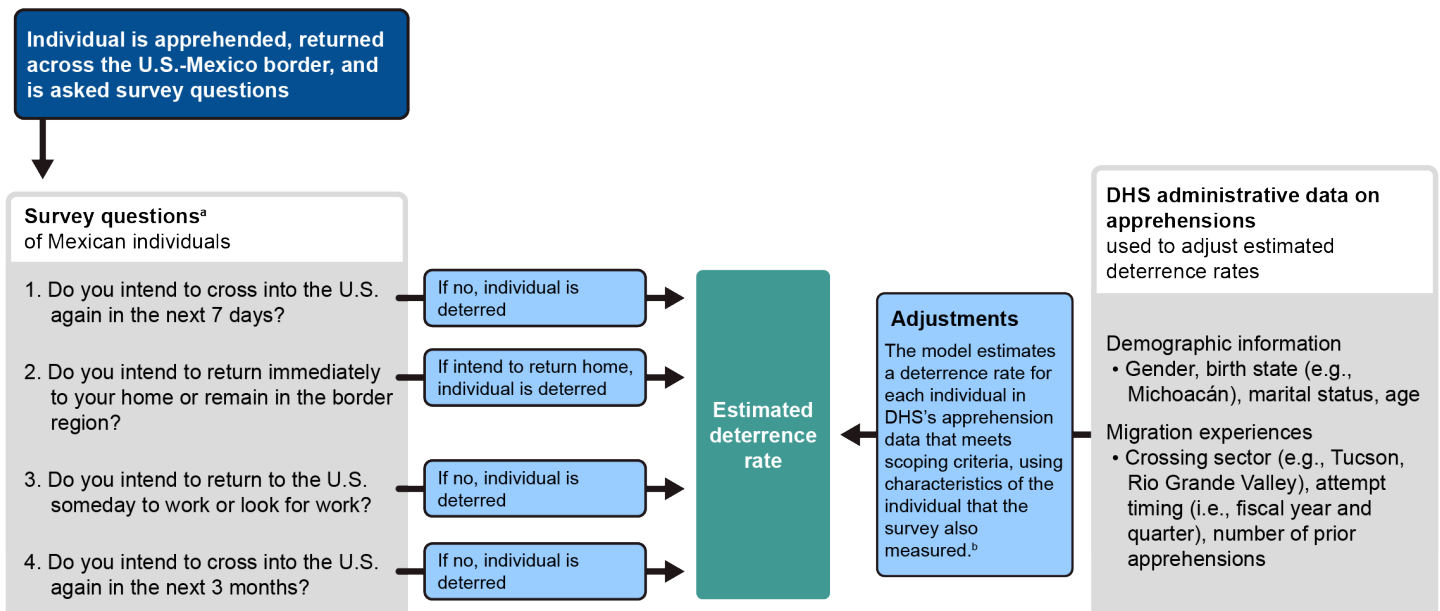 Individual is apprehended, returned
across the U.S.-Mexico border, and
is asked survey questions
Survey questionsᵃ
of Mexican individuals
1. Do you intend to cross into the U.S.
again in the next 7 days?
If no, individual is
deterred
2. Do you intend to return immediately
to your home or remain in the border
region?
If intend to return home,
individual is deterred
3. Do you intend to return to the U.S.
someday to work or look for work?
If no, individual is
deterred
4. Do you intend to cross into the U.S.
again in the next 3 months?
If no, individual is
deterred
Estimated
deterrence
rate
Adjustments
The model estimates
a deterrence rate for
each individual in
DHS’s apprehension
data that meets
scoping criteria, using
characteristics of the
individual that the
survey also
measured.ᵇ
DHS administrative data on
apprehensions
used to adjust estimated
deterrence rates
Demographic information
• Gender, birth state (e.g.,
Michoacán), marital status, age
Migration experiences
• Crossing sector (e.g., Tucson,
Rio Grande Valley), attempt
timing (i.e., fiscal year and
quarter), number of prior
apprehensions